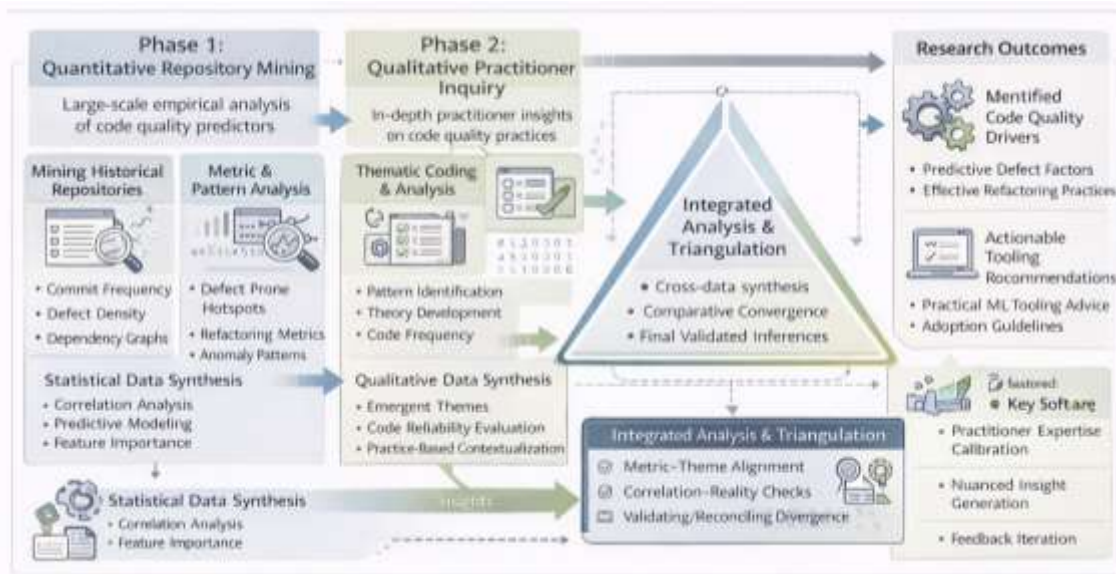 Phase 1:
Quantitative Repository Mining
Large-scale empirical analysis
of code quality predictors
Mining Historical
Repositories
• Commit Frequency
• Defect Density
• Dependency Graphs
Metric &
Pattern Analysis
• Defect Prone
Hotspots
• Refactoring Metrics
• Anomaly Patterns
Statistical Data Synthesis
• Correlation Analysis
• Predictive Modeling
• Feature Importance
Statistical Data Synthesis
• Correlation Analysis
• Feature Importance
Phase 2:
Qualitative Practitioner
Inquiry
In-depth practitioner insights
on code quality practices
Thematic Coding
& Analysis
• Pattern Identification
• Theory Development
• Code Frequency
Qualitative Data Synthesis
• Emergent Themes
• Code Reliability Evaluation
• Practice-Based Contextualization
Insights
Integrated
Analysis &
Triangulation
• Cross-data synthesis
• Comparative Convergence
• Final Validated Inferences
Integrated Analysis & Triangulation
Metric-Theme Alignment
Correlation-Reality Checks
Validating/Reconciling Divergence
Research Outcomes
Mentified
Code Quality
Drivers
• Predictive Defect Factors
• Effective Refactoring Practices
Actionable
Tooling
Recommendations
• Practical ML Tooling Advice
• Adoption Guidelines
• Key Software
• Practitioner Expertise
Calibration
• Nuanced Insight
Generation
• Feedback Iteration